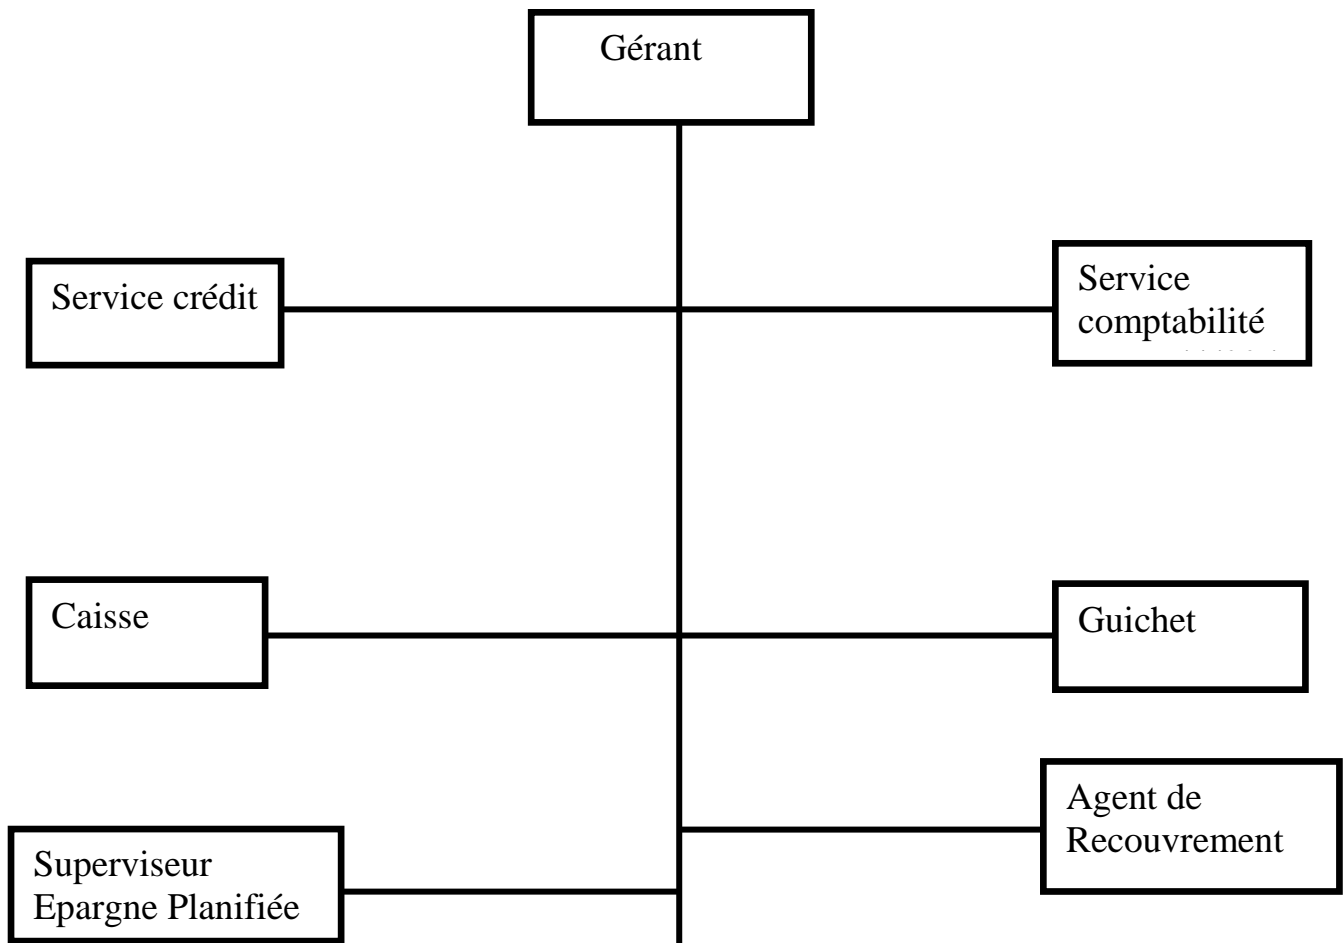 Gérant
Service crédit
Service
comptabilité
Caisse
Guichet
Agent de
Recouvrement
Superviseur
Epargne Planifiée